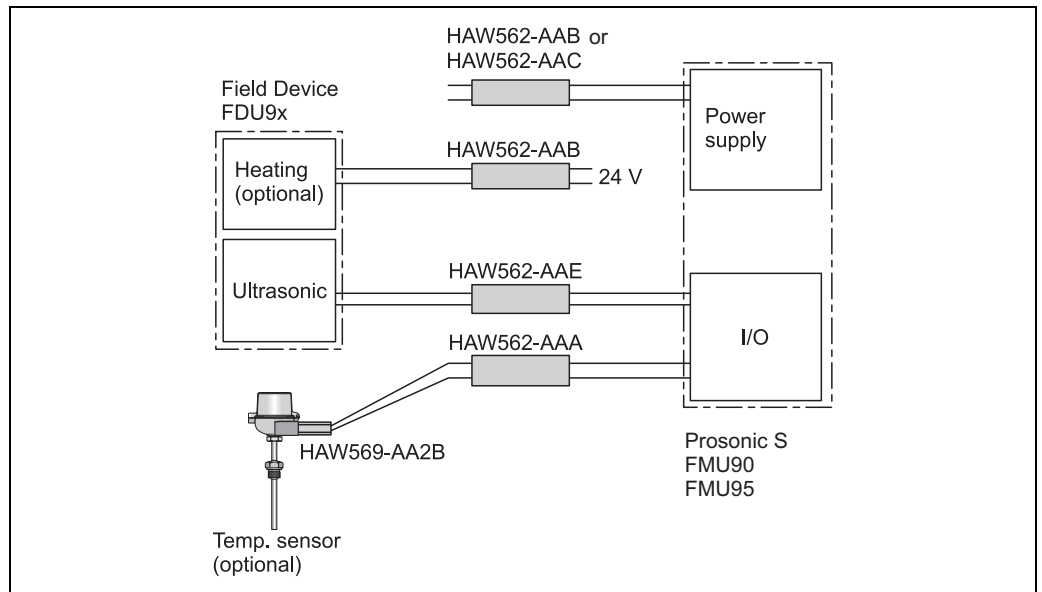 HAW562-AAB or
HAW562-AAC
Field Device
FDU9x
Power
supply
HAW562-AAB
Heating
(optional)
24 V
HAW562-AAE
Ultrasonic
HAW562-AAA
I/O
HAW569-AA2B
Prosonic S
FMU90
FMU95
Temp. sensor
(optional)